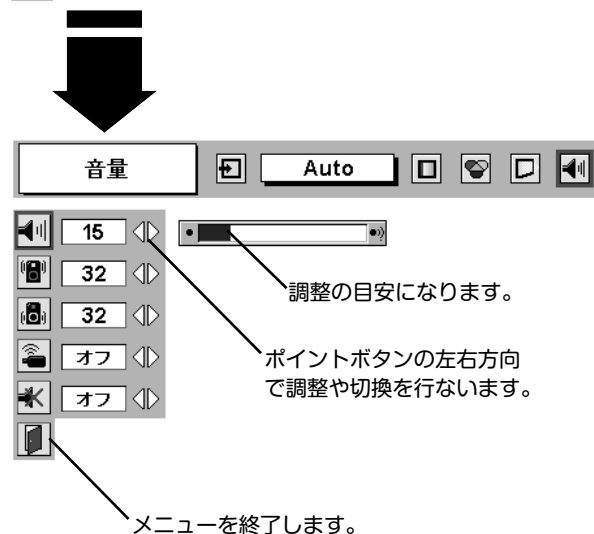 音量
Auto
15
32
32
オフ
オフ
調整の目安になります。
ポイントボタンの左右方向
で調整や切換を行ないます。
メニューを終了します。